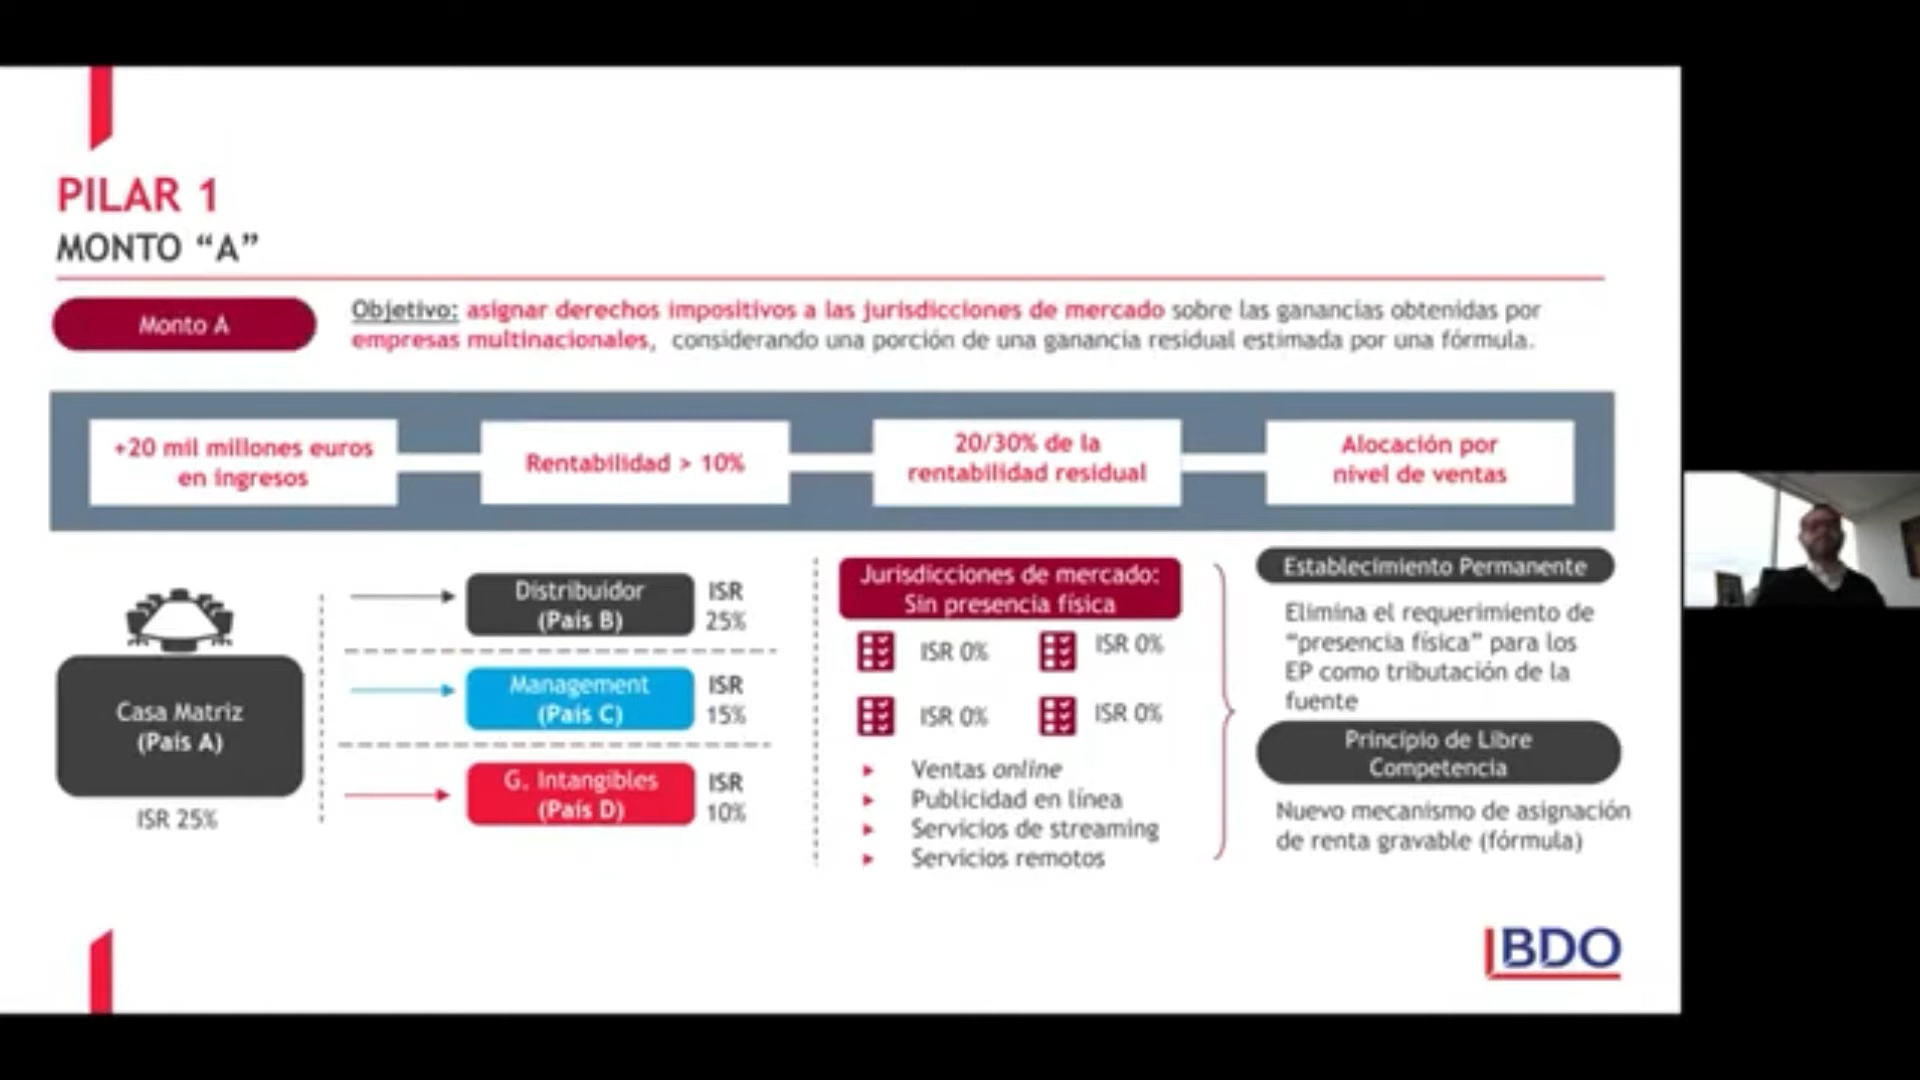 PILAR 1
MONTO “A”
Monto A
Objetivo: asignar derechos impositivos a las jurisdicciones de mercado sobre las ganancias obtenidas por
empresas multinacionales, considerando una porción de una ganancia residual estimada por una fórmula.
+20 mil millones euros
en ingresos
Rentabilidad > 10%
20/30% de la
rentabilidad residual
Alocación por
nivel de ventas
Casa Matriz
(País A)
ISR 25%
Distribuidor
(País B)
ISR
25%
Management
(País C)
ISR
15%
G. Intangibles
(País D)
ISR
10%
Jurisdicciones de mercado:
Sin presencia física
ISR 0%
ISR 0%
ISR 0%
ISR 0%
Ventas online
Publicidad en línea
Servicios de streaming
Servicios remotos
Establecimiento Permanente
Elimina el requerimiento de
“presencia física” para los
EP como tributación de la
fuente
Principio de Libre
Competencia
Nuevo mecanismo de asignación
de renta gravable (fórmula)
BDO